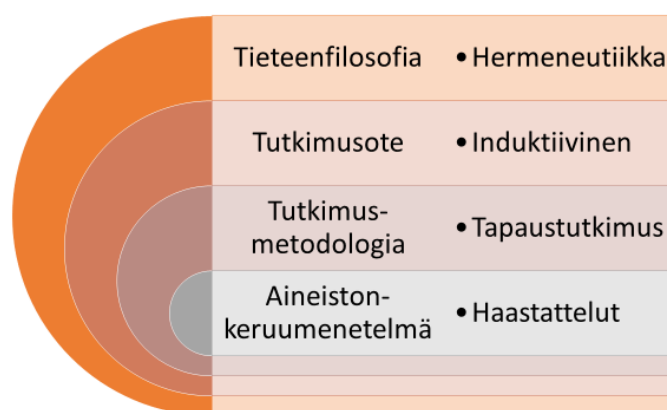 Tieteenfilosofia • Hermeneutiikka
Tutkimusote • Induktiivinen
Tutkimus-
metodologia • Tapaustutkimus
Aineiston-
keruumenetelmä • Haastattelut